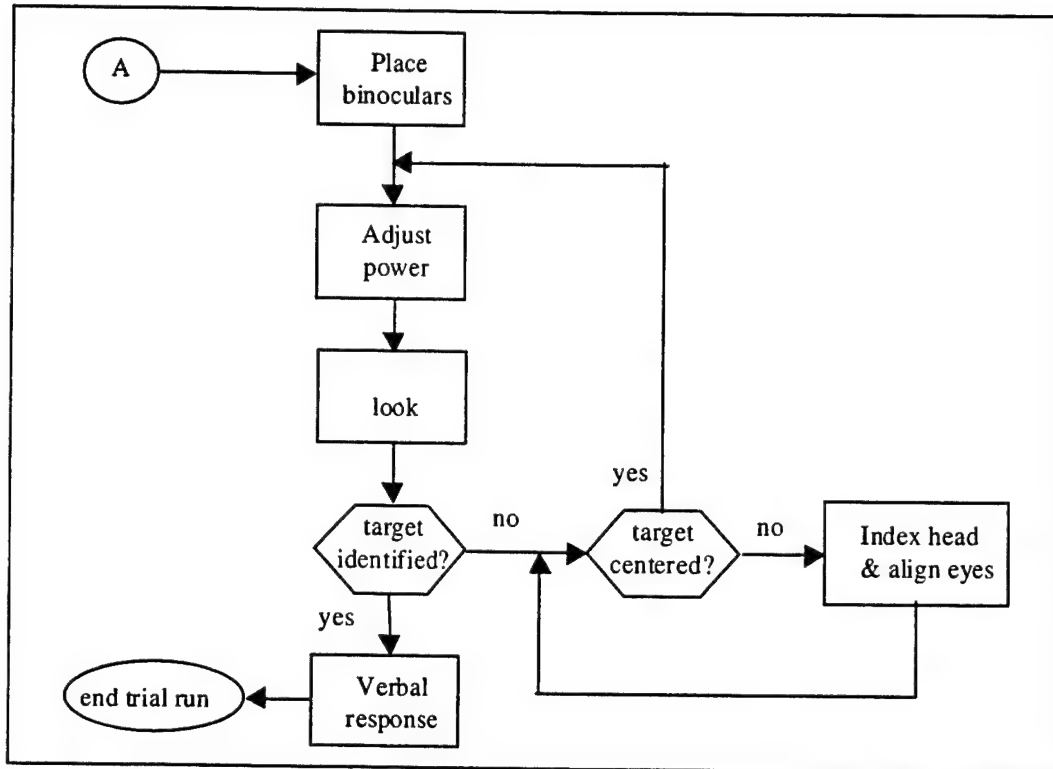 A
Place
binoculars
Adjust
power
look
yes
target
identified?
no
target
centered?
no
Index head
& align eyes
yes
Verbal
response
end trial run